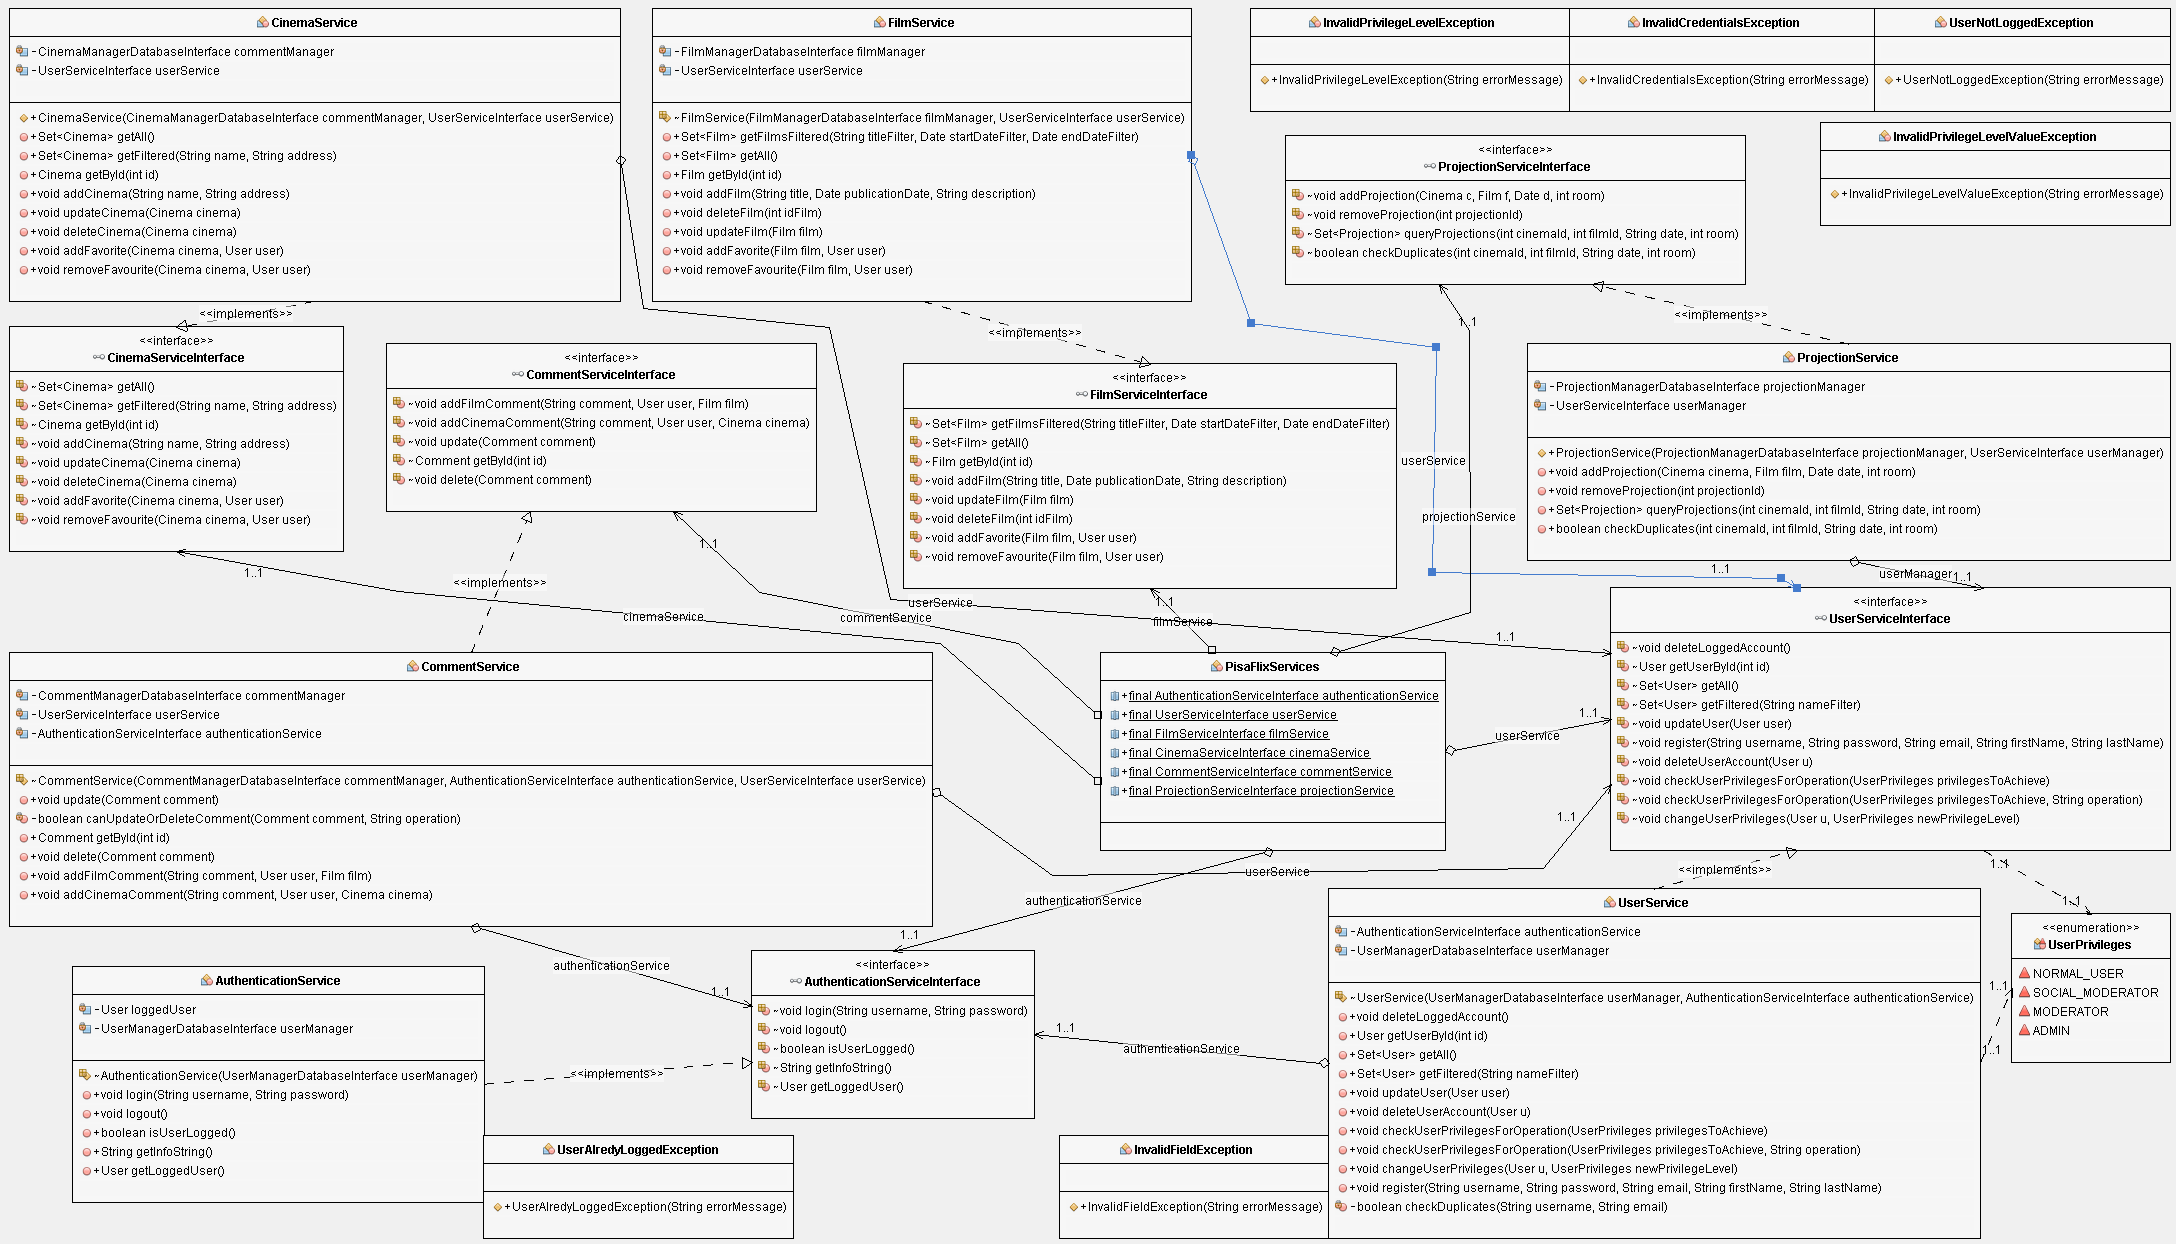 CinemaService
-CinemaManagerDatabaseInterface commentManager
-UserServiceInterface userService
+CinemaService(CinemaManagerDatabaseInterface commentManager, UserServiceInterface userService)
+Set<Cinema> getAll()
+Set<Cinema> getFiltered(String name, String address)
+Cinema getById(int id)
+void addCinema(String name, String address)
+void updateCinema(Cinema cinema)
+void deleteCinema(Cinema cinema)
+void addFavorite(Cinema cinema, User user)
+void removeFavourite(Cinema cinema, User user)
FilmService
-FilmManagerDatabaseInterface filmManager
-UserServiceInterface userService
~FilmService(FilmManagerDatabaseInterface filmManager, UserServiceInterface userService)
+Set<Film> getFilmsFiltered(String titleFilter, Date startDateFilter, Date endDateFilter)
+Set<Film> getAll()
+Film getById(int id)
+void addFilm(String title, Date publicationDate, String description)
+void deleteFilm(int idFilm)
+void updateFilm(Film film)
+void addFavorite(Film film, User user)
+void removeFavourite(Film film, User user)
InvalidPrivilegeLevelException
+InvalidPrivilegeLevelException(String errorMessage)
InvalidCredentialsException
+InvalidCredentialsException(String errorMessage)
UserNotLoggedException
+UserNotLoggedException(String errorMessage)
InvalidPrivilegeLevelValueException
+InvalidPrivilegeLevelValueException(String errorMessage)
<<interface>>
ProjectionServiceInterface
~void addProjection(Cinema c, Film f, Date d, int room)
~void removeProjection(int projectionId)
~Set<Projection> queryProjections(int cinemaId, int filmId, String date, int room)
~boolean checkDuplicates(int cinemaId, int filmId, String date, int room)
<<implements>>
<<implements>>
<<implements>>
1..1
<<interface>>
CinemaServiceInterface
~Set<Cinema> getAll()
~Set<Cinema> getFiltered(String name, String address)
~Cinema getById(int id)
~void addCinema(String name, String address)
~void updateCinema(Cinema cinema)
~void deleteCinema(Cinema cinema)
~void addFavorite(Cinema cinema, User user)
~void removeFavourite(Cinema cinema, User user)
<<interface>>
CommentServiceInterface
~void addFilmComment(String comment, User user, Film film)
~void addCinemaComment(String comment, User user, Cinema cinema)
~void update(Comment comment)
~Comment getById(int id)
~void delete(Comment comment)
<<interface>>
FilmServiceInterface
~Set<Film> getFilmsFiltered(String titleFilter, Date startDateFilter, Date endDateFilter)
~Set<Film> getAll()
~Film getById(int id)
~void addFilm(String title, Date publicationDate, String description)
~void updateFilm(Film film)
~void deleteFilm(int idFilm)
~void addFavorite(Film film, User user)
~void removeFavourite(Film film, User user)
ProjectionService
-ProjectionManagerDatabaseInterface projectionManager
-UserServiceInterface userManager
+ProjectionService(ProjectionManagerDatabaseInterface projectionManager, UserServiceInterface userManager)
+void addProjection(Cinema cinema, Film film, Date date, int room)
+void removeProjection(int projectionId)
+Set<Projection> queryProjections(int cinemaId, int filmId, String date, int room)
+boolean checkDuplicates(int cinemaId, int filmId, String date, int room)
userService
projectionService
1..1
1..1
<<implements>>
1..1
userManager
1..1
1..1
userService
cinemaService
commentService
filmService
1..1
<<interface>>
UserServiceInterface
~void deleteLoggedAccount()
~User getUserById(int id)
~Set<User> getAll()
~Set<User> getFiltered(String nameFilter)
~void updateUser(User user)
~void register(String username, String password, String email, String firstName, String lastName)
~void deleteUserAccount(User u)
~void checkUserPrivilegesForOperation(UserPrivileges privilegesToAchieve)
~void checkUserPrivilegesForOperation(UserPrivileges privilegesToAchieve, String operation)
~void changeUserPrivileges(User u, UserPrivileges newPrivilegeLevel)
CommentService
-CommentManagerDatabaseInterface commentManager
-UserServiceInterface userService
-AuthenticationServiceInterface authenticationService
~CommentService(CommentManagerDatabaseInterface commentManager, AuthenticationServiceInterface authenticationService, UserServiceInterface userService)
+void update(Comment comment)
-boolean canUpdateOrDeleteComment(Comment comment, String operation)
+Comment getById(int id)
+void delete(Comment comment)
+void addFilmComment(String comment, User user, Film film)
+void addCinemaComment(String comment, User user, Cinema cinema)
PisaFlixServices
+final AuthenticationServiceInterface authenticationService
+final UserServiceInterface userService
+final FilmServiceInterface filmService
+final CinemaServiceInterface cinemaService
+final CommentServiceInterface commentService
+final ProjectionServiceInterface projectionService
1..1
userService
1..1
userService
<<implements>>
1..1
authenticationService
1..1
1..1
authenticationService
1..1
AuthenticationService
-User loggedUser
-UserManagerDatabaseInterface userManager
~AuthenticationService(UserManagerDatabaseInterface userManager)
+void login(String username, String password)
+void logout()
+boolean isUserLogged()
+String getInfoString()
+User getLoggedUser()
<<implements>>
<<interface>>
AuthenticationServiceInterface
~void login(String username, String password)
~void logout()
~boolean isUserLogged()
~String getInfoString()
~User getLoggedUser()
1..1
authenticationService
UserService
-AuthenticationServiceInterface authenticationService
-UserManagerDatabaseInterface userManager
~UserService(UserManagerDatabaseInterface userManager, AuthenticationServiceInterface authenticationService)
+void deleteLoggedAccount()
+User getUserById(int id)
+Set<User> getAll()
+Set<User> getFiltered(String nameFilter)
+void updateUser(User user)
+void deleteUserAccount(User u)
+void checkUserPrivilegesForOperation(UserPrivileges privilegesToAchieve)
+void checkUserPrivilegesForOperation(UserPrivileges privilegesToAchieve, String operation)
+void changeUserPrivileges(User u, UserPrivileges newPrivilegeLevel)
+void register(String username, String password, String email, String firstName, String lastName)
-boolean checkDuplicates(String username, String email)
<<enumeration>>
UserPrivileges
NORMAL_USER
SOCIAL_MODERATOR
MODERATOR
ADMIN
1..1
1..1
UserAlredyLoggedException
+UserAlredyLoggedException(String errorMessage)
InvalidFieldException
+InvalidFieldException(String errorMessage)